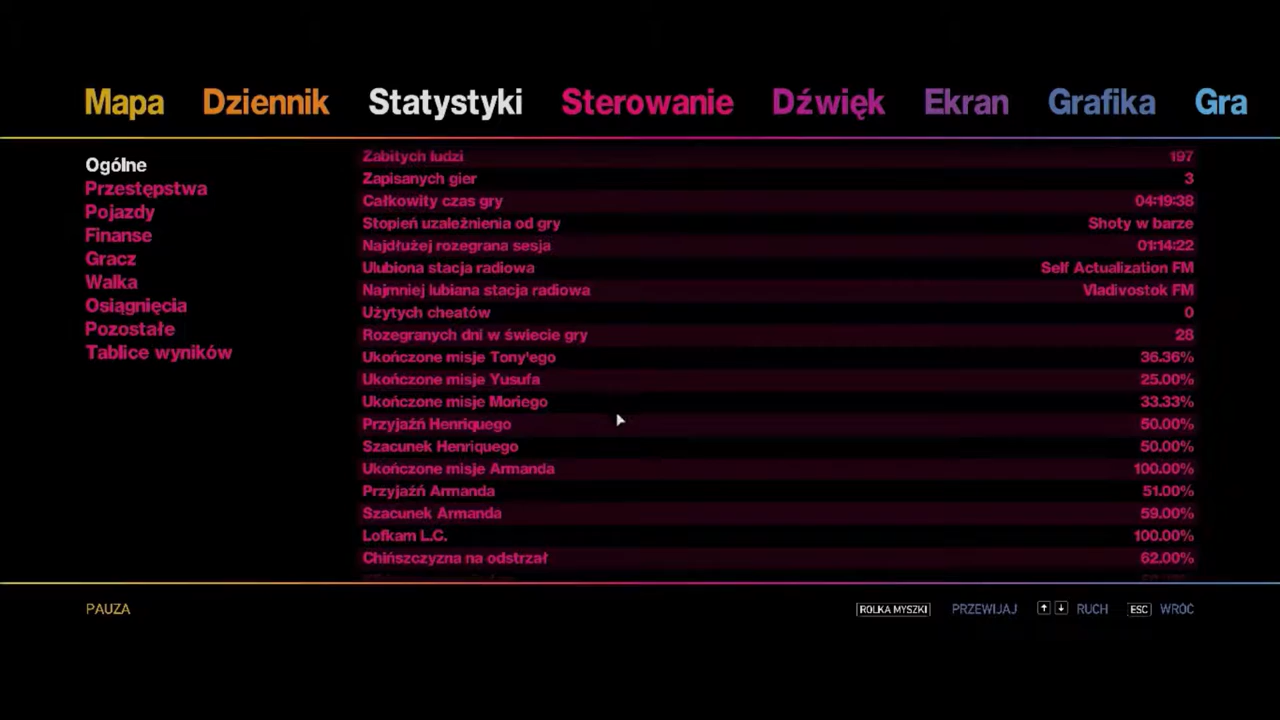 Mapa Dziennik Statystyki Sterowanie Dźwięk Ekran Grafika Gra
Ogólne
Przestępstwa
Pojazdy
Finanse
Gracz
Walka
Osiągnięcia
Pozostałe
Tablice wyników
Zabitych ludzi 197
Zapisanych gier 3
Całkowity czas gry 04:19:38
Stopień uzależnienia od gry Shoty w barze
Najdłużej rozegrana sesja 01:14:22
Ulubiona stacja radiowa Self Actualization FM
Najmniej lubiana stacja radiowa Vladivostok FM
Użytych cheatów 0
Rozegranych dni w świecie gry 28
Ukończone misje Tony'ego 36.36%
Ukończone misje Yusufa 25.00%
Ukończone misje Moriego 33.33%
Przyjaźń Henriquego 50.00%
Szacunek Henriquego 50.00%
Ukończone misje Armanda 100.00%
Przyjaźń Armanda 51.00%
Szacunek Armanda 59.00%
Lofkam L.C. 100.00%
Chińszczyzna na odstrzał 62.00%
PAUZA
ROLKA MYSZKI PRZEWIJAJ ↑ ↓ RUCH ESC WRÓĆ